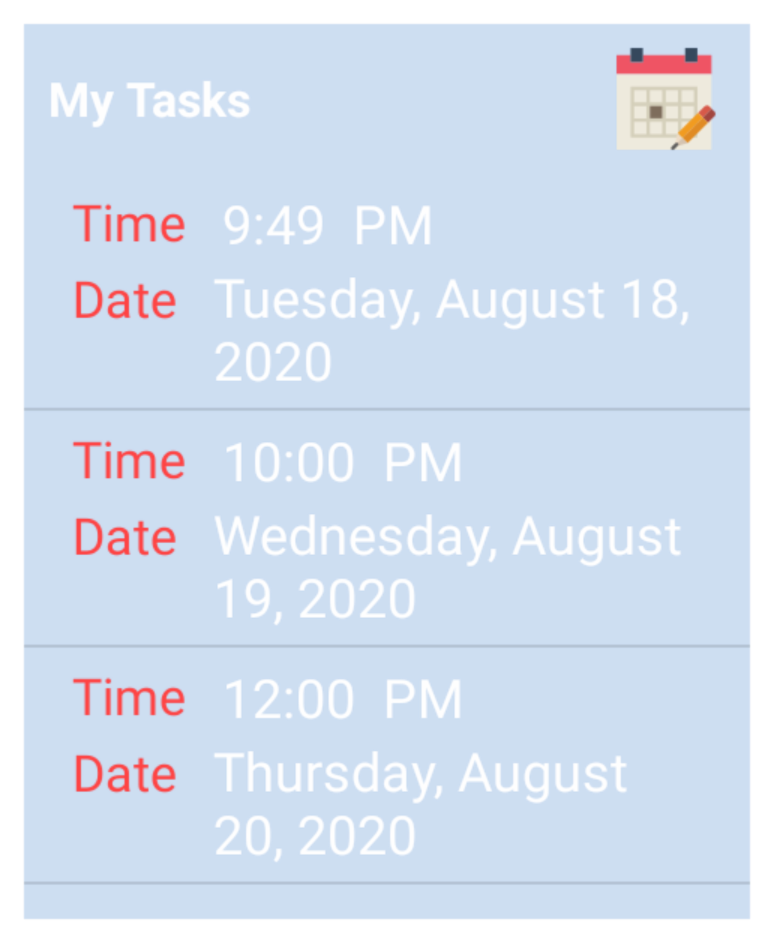 My Tasks
Time 9:49 PM
Date Tuesday, August 18,
2020
Time 10:00 PM
Date Wednesday, August
19, 2020
Time 12:00 PM
Date Thursday, August
20, 2020